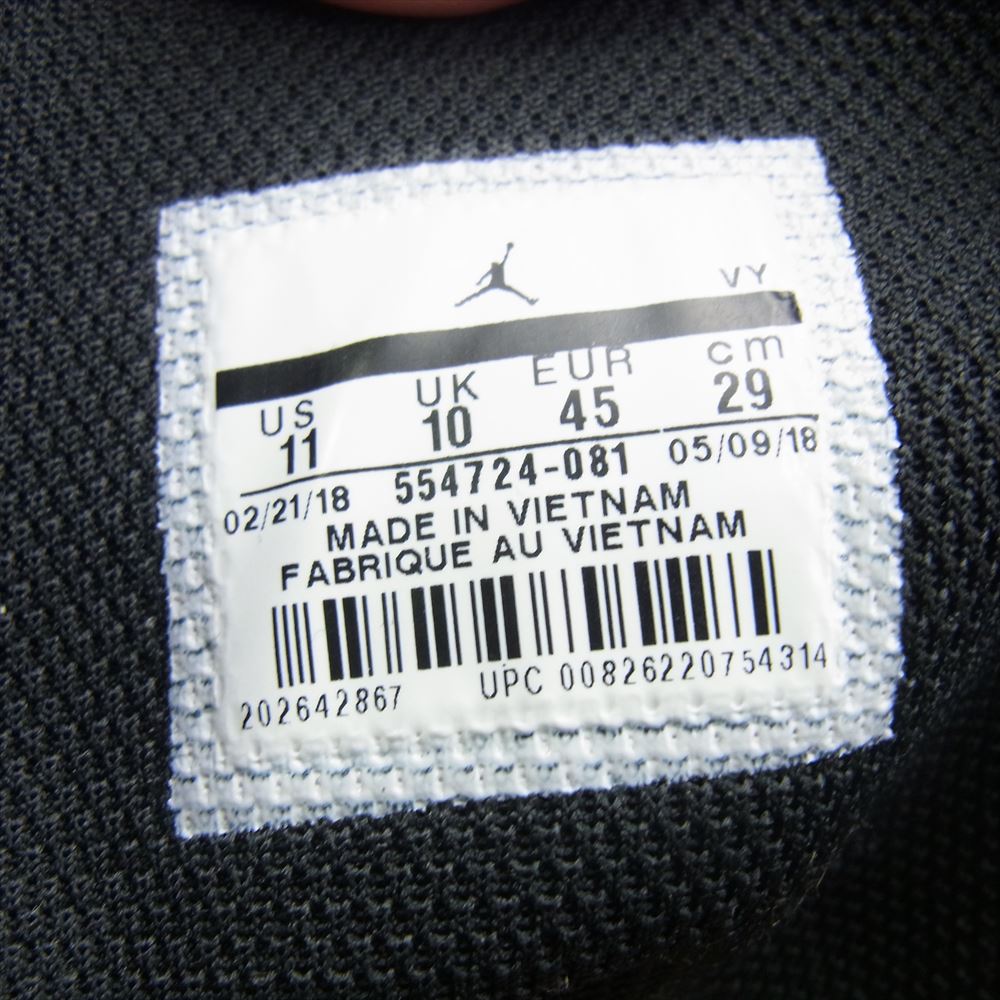 VY
US UK EUR cm
11 10 45 29
02/21/18 554724-081 05/09/18
MADE IN VIETNAM
FABRIQUE AU VIETNAM
202642867 UPC 00826220754314